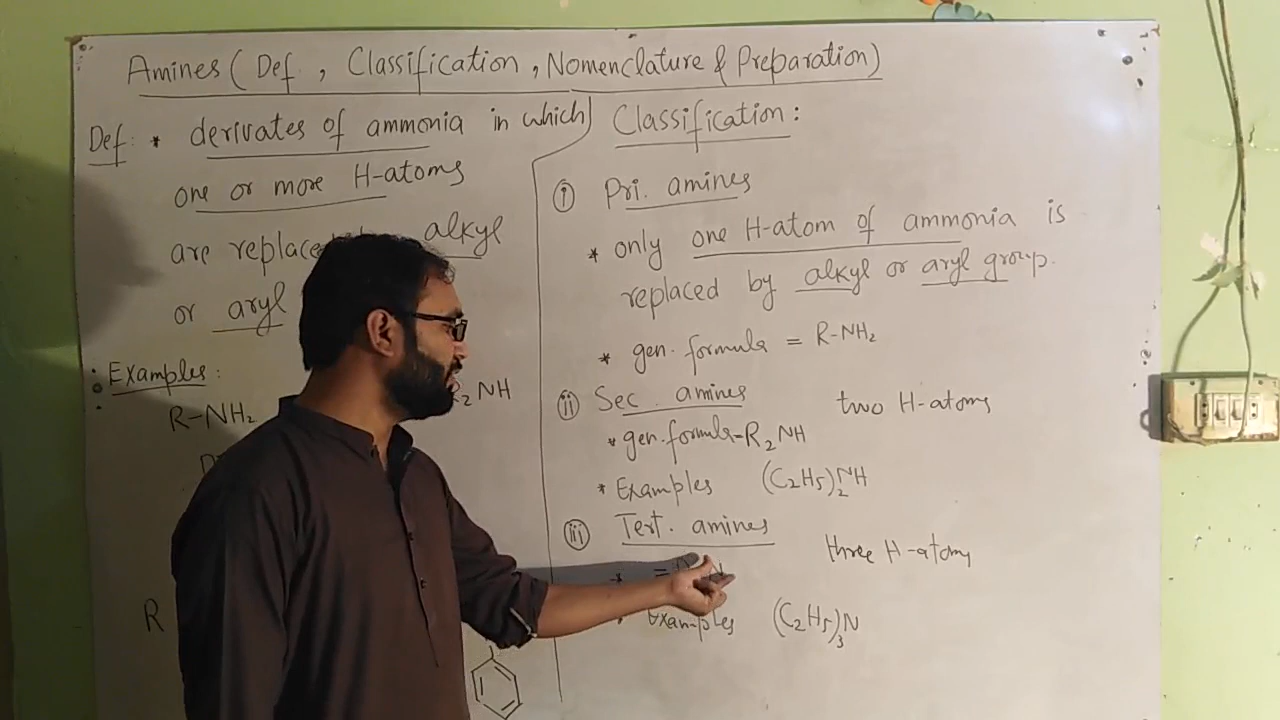 Amines (Def., Classification, Nomenclature & Preparation)
Def: * derivates of ammonia in which
one or more H-atoms
are replaced alkyl
or aryl
Examples:
R-NH2 R2NH
R
Classification:
(i) Pri. amines
* only one H-atom of ammonia is
replaced by alkyl or aryl group.
* gen. formula = R-NH2
(ii) Sec. amines two H-atoms
* gen. formula = R2NH
* Examples (C2H5)2NH
(iii) Tert. amines three H-atoms
* =
* Examples (C2H5)3N